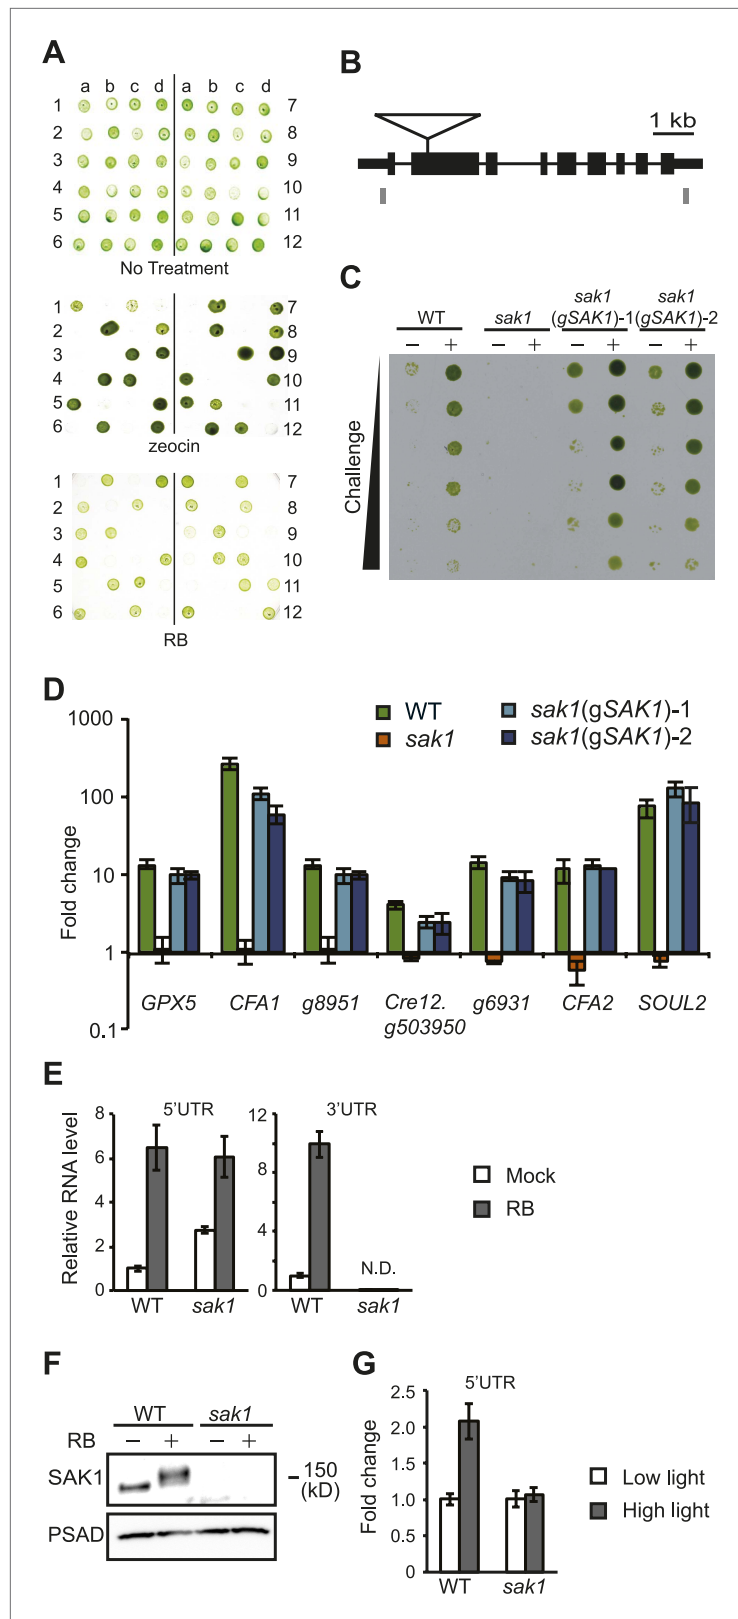 A
a b c d a b c d
1 7
2 8
3 9
4 10
5 11
6 12
No Treatment
1 7
2 8
3 9
4 10
5 11
6 12
zeocin
1 7
2 8
3 9
4 10
5 11
6 12
RB
B
1 kb
C
sak1 sak1
WT sak1 (gSAK1)-1 (gSAK1)-2
– + – + – + – +
Challenge
D
WT sak1(gSAK1)-1
sak1 sak1(gSAK1)-2
Fold change
1000
100
10
1
0.1
GPX5 CFA1 g8951 Cre12. g6931 CFA2 SOUL2
g503950
E
5'UTR 3'UTR
Relative RNA level
8
6
4
2
0
12
8
4
0
N.D.
WT sak1 WT sak1
Mock
RB
F
WT sak1
RB – + – +
SAK1 –150
(kD)
PSAD
G
5'UTR
Fold change
2.5
2.0
1.5
1.0
0.5
0
WT sak1
Low light
High light